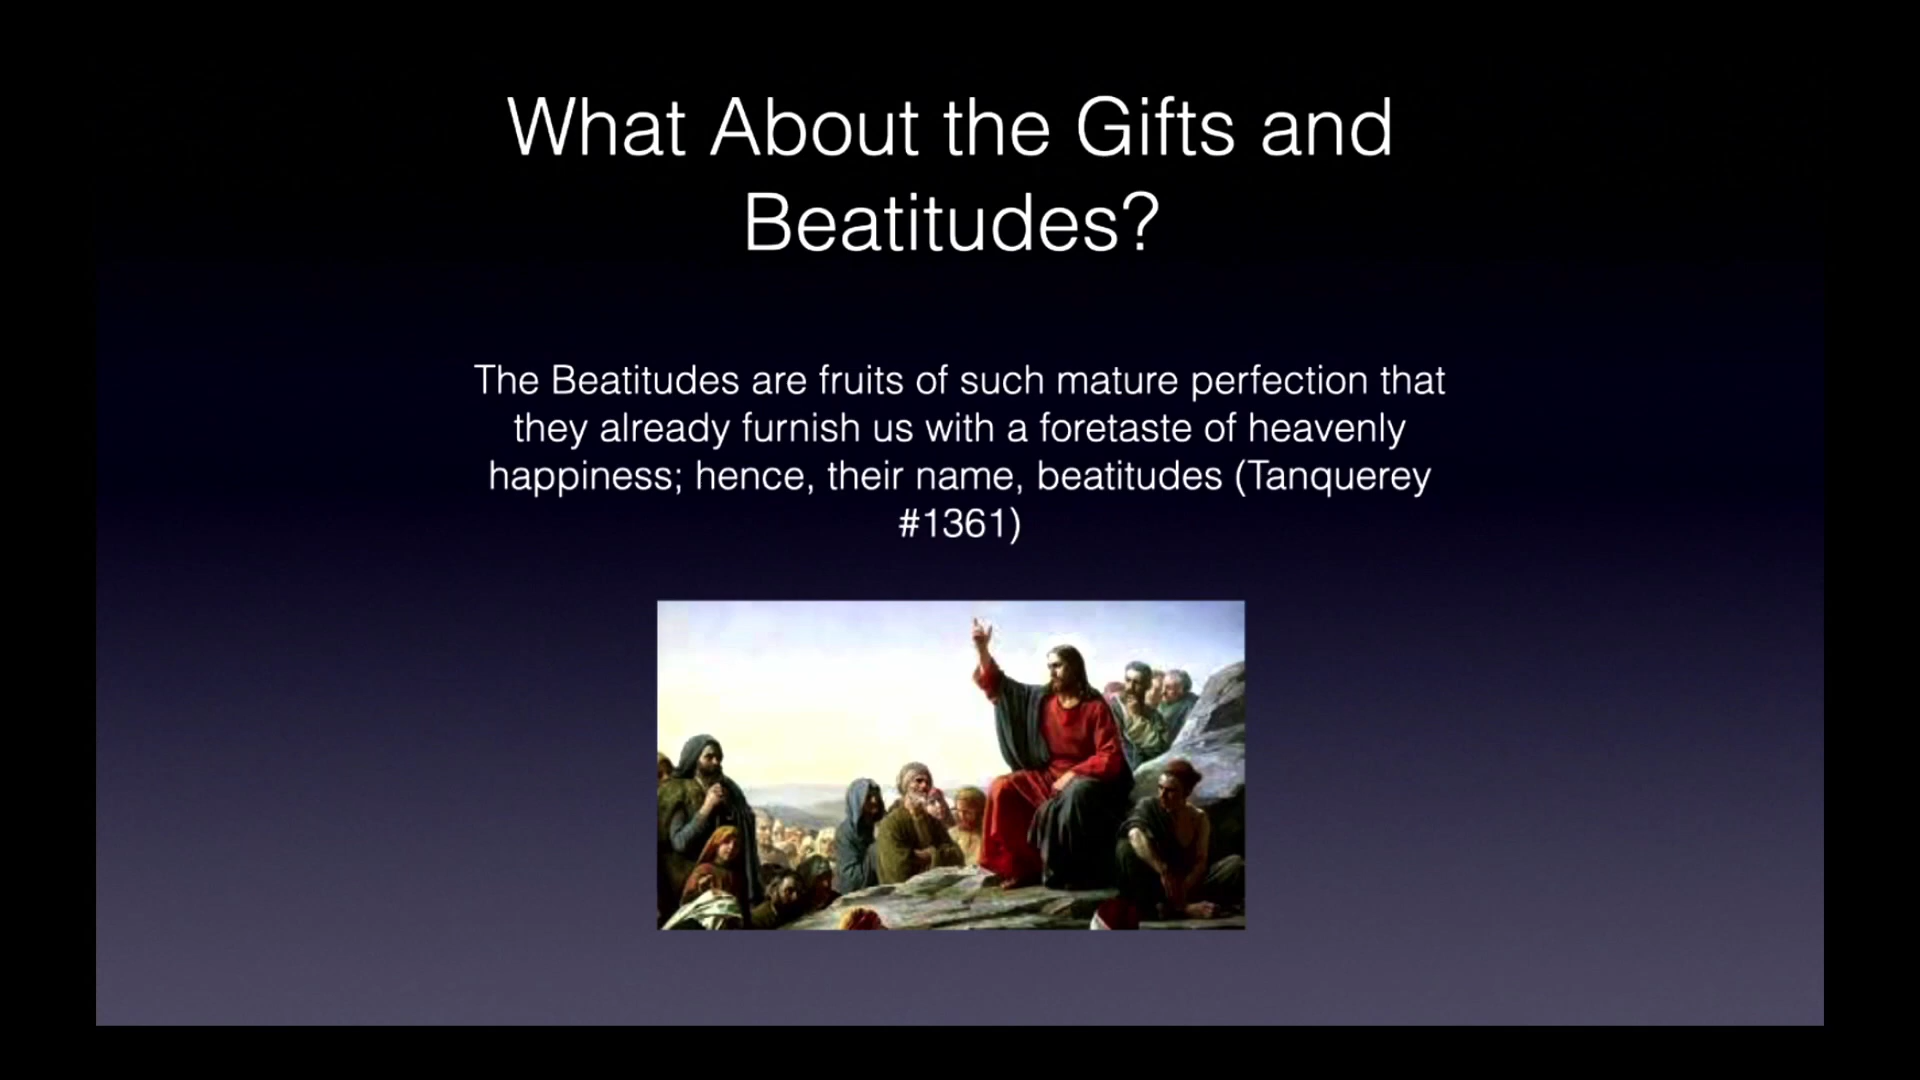 What About the Gifts and
Beatitudes?
The Beatitudes are fruits of such mature perfection that
they already furnish us with a foretaste of heavenly
happiness; hence, their name, beatitudes (Tanquerey
#1361)